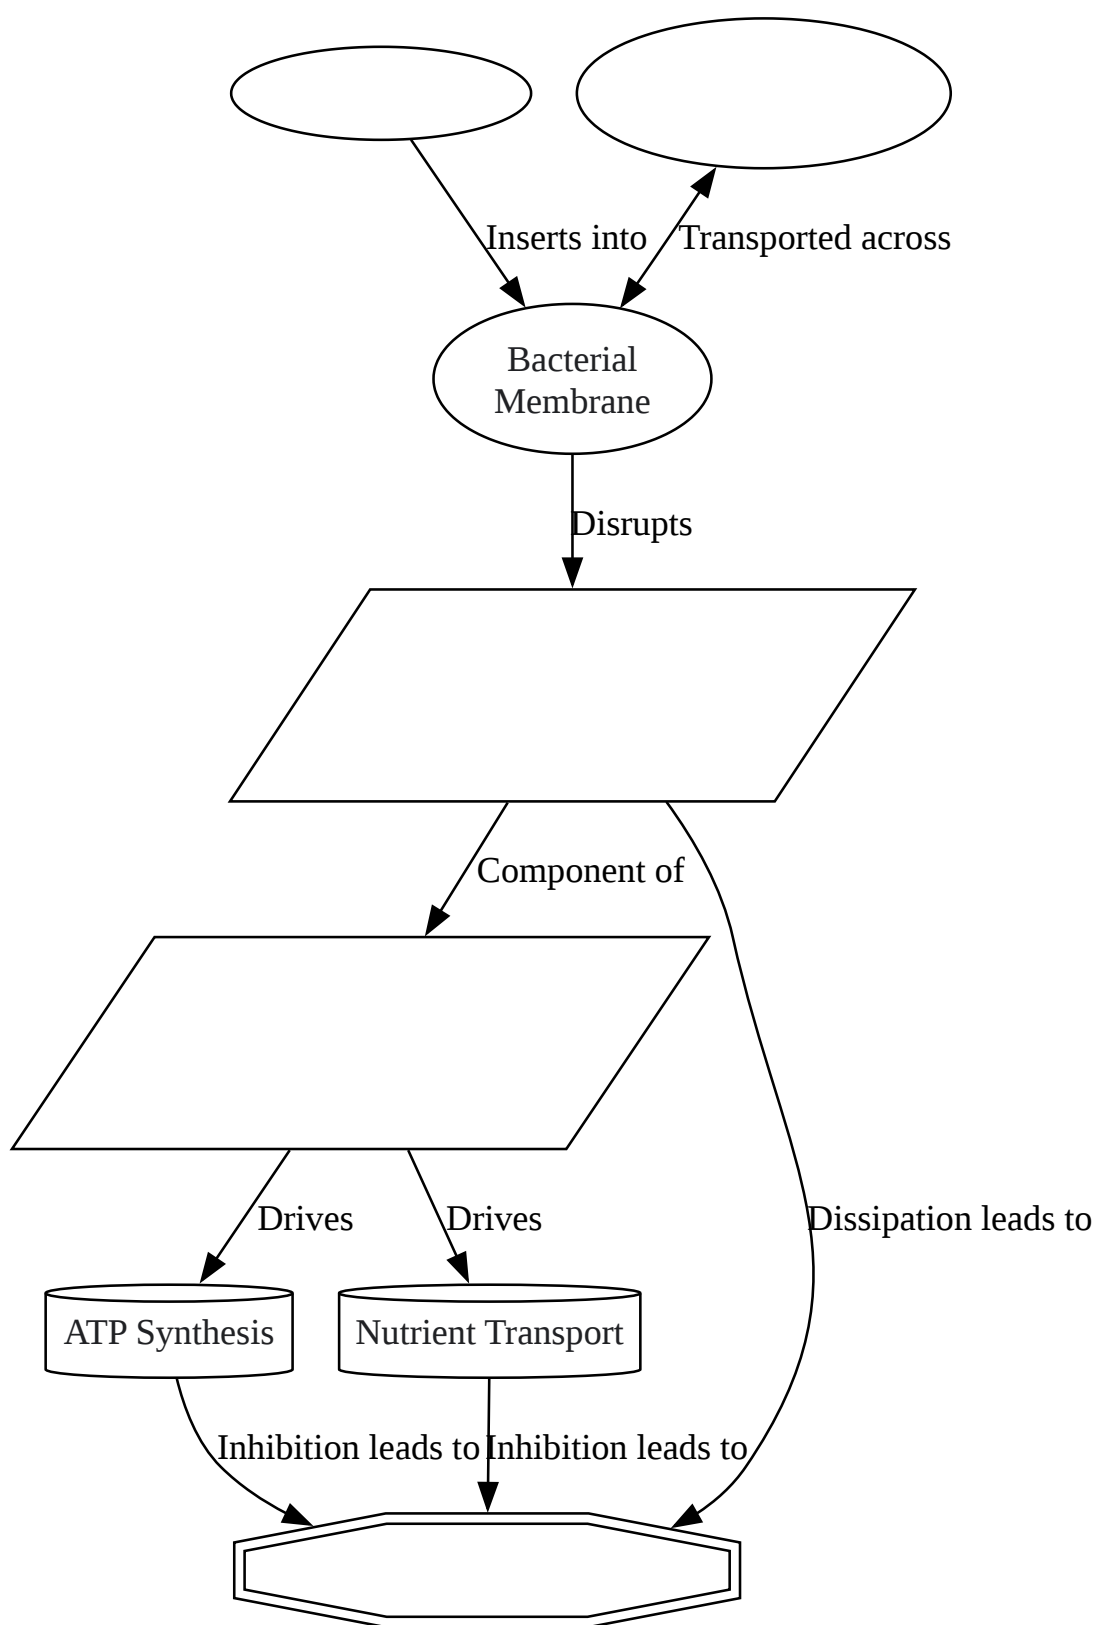 Inserts into
Transported across
Bacterial
Membrane
Disrupts
Component of
Drives
Drives
Dissipation leads to
ATP Synthesis
Nutrient Transport
Inhibition leads to
Inhibition leads to